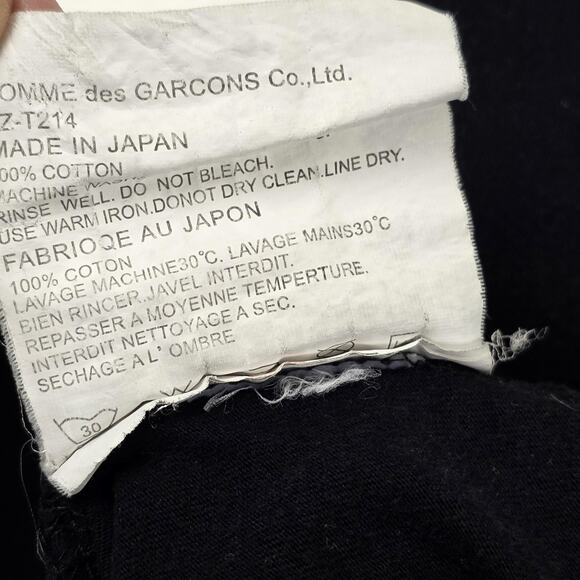 OMME des GARCONS Co.,Ltd.
Z-T214
MADE IN JAPAN
100% COTTON
MACHINE
RINSE WELL. DO NOT BLEACH.
USE WARM IRON.DONOT DRY CLEAN.LINE DRY.
FABRIOQE AU JAPON
100% COTON
LAVAGE MACHINE30°C. LAVAGE MAINS30°C
BIEN RINCER.JAVEL INTERDIT.
REPASSER A MOYENNE TEMPERTURE.
INTERDIT NETTOYAGE A SEC.
SECHAGE A L' OMBRE
30